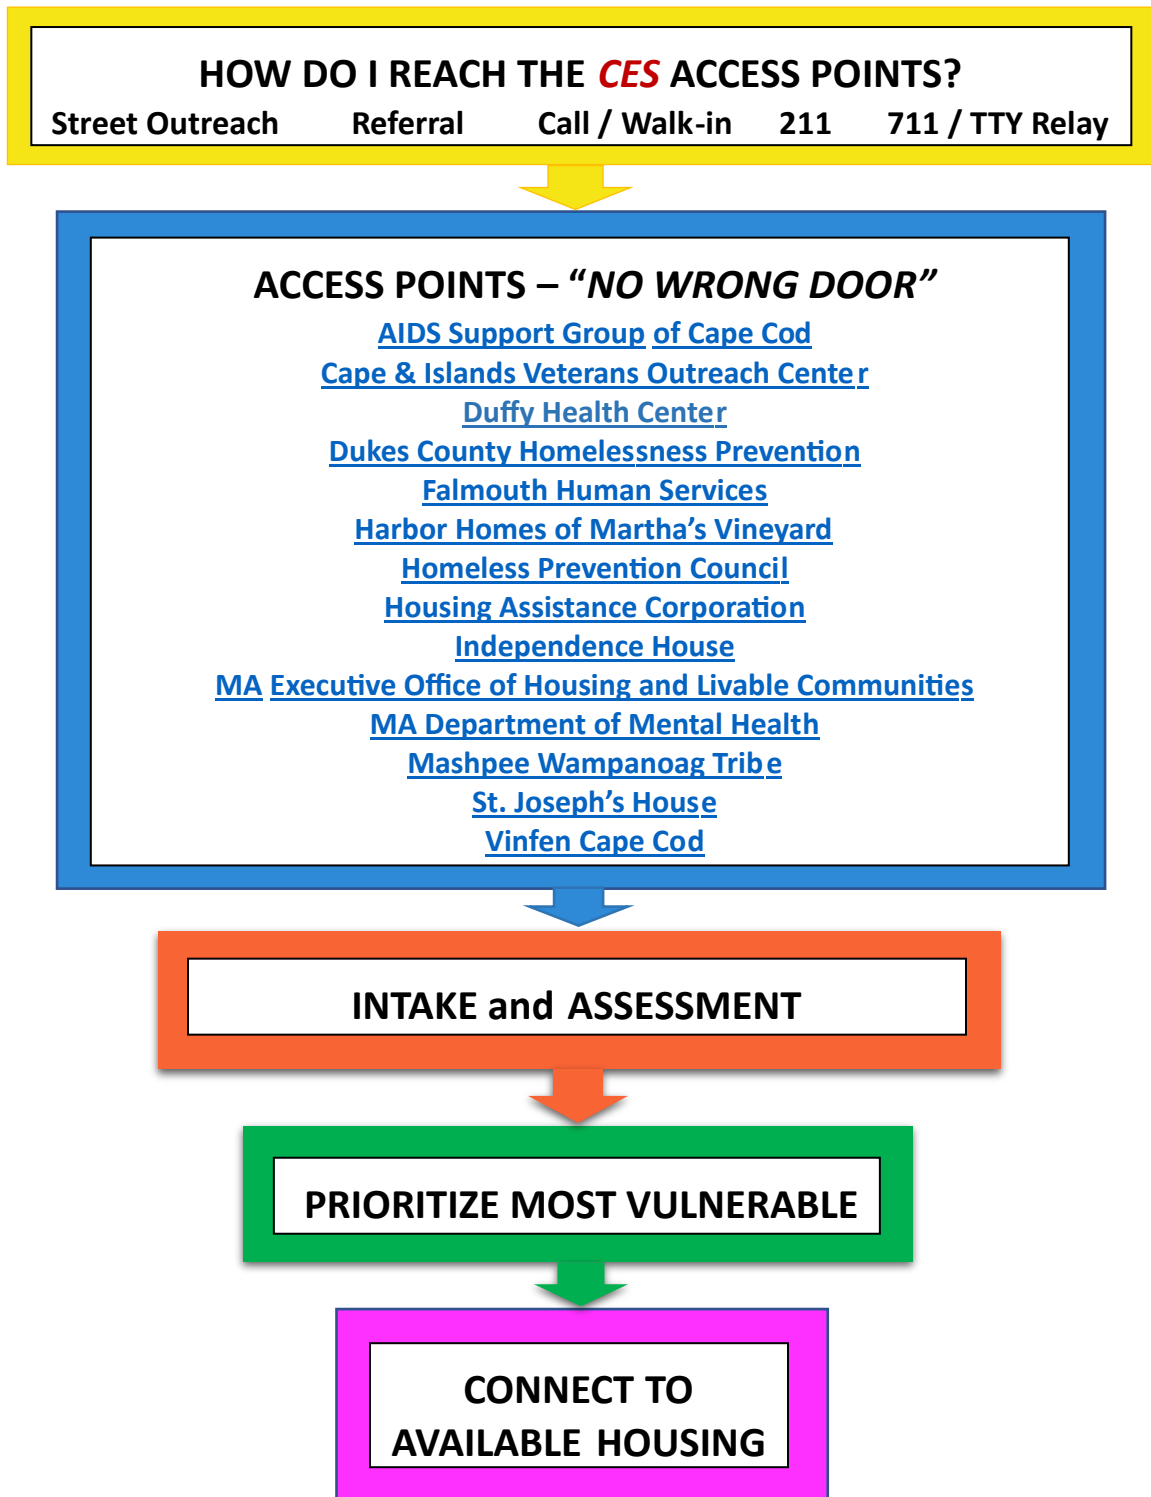 HOW DO I REACH THE CES ACCESS POINTS?
Street Outreach Referral Call / Walk-in 211 711 / TTY Relay
ACCESS POINTS – “NO WRONG DOOR”
AIDS Support Group of Cape Cod
Cape & Islands Veterans Outreach Center
Duffy Health Center
Dukes County Homelessness Prevention
Falmouth Human Services
Harbor Homes of Martha’s Vineyard
Homeless Prevention Council
Housing Assistance Corporation
Independence House
MA Executive Office of Housing and Livable Communities
MA Department of Mental Health
Mashpee Wampanoag Tribe
St. Joseph’s House
Vinfen Cape Cod
INTAKE and ASSESSMENT
PRIORITIZE MOST VULNERABLE
CONNECT TO
AVAILABLE HOUSING